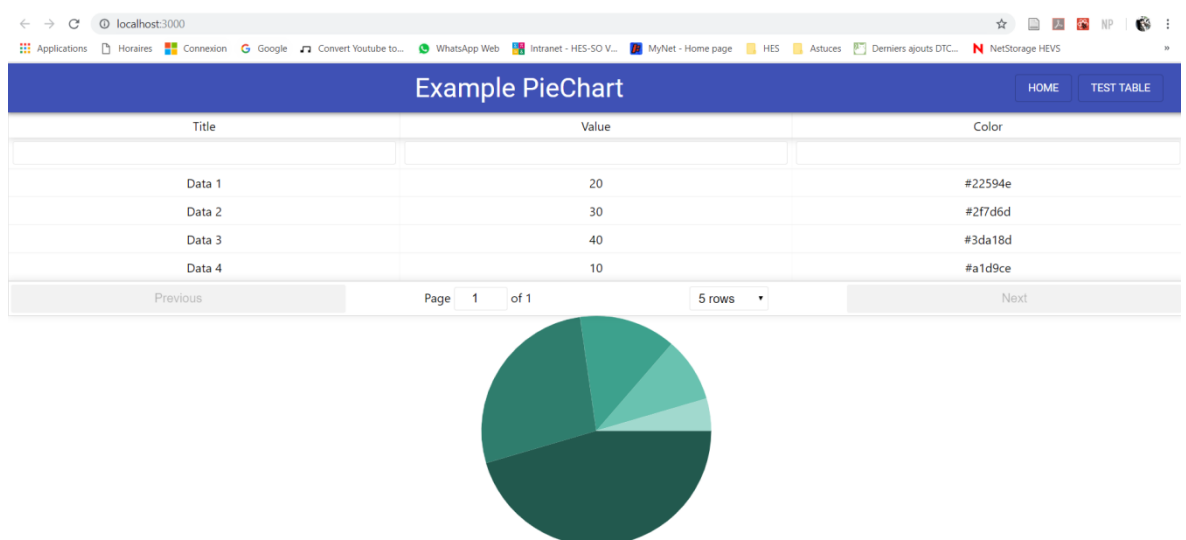 localhost:3000
NP
Applications Horaires Connexion Google Convert Youtube to... WhatsApp Web Intranet - HES-SO V... MyNet - Home page HES Astuces Derniers ajouts DTC... NetStorage HEVS »
Example PieChart HOME TEST TABLE
Title Value Color
Data 1 20 #22594e
Data 2 30 #2f7d6d
Data 3 40 #3da18d
Data 4 10 #a1d9ce
Previous Page 1 of 1 5 rows Next